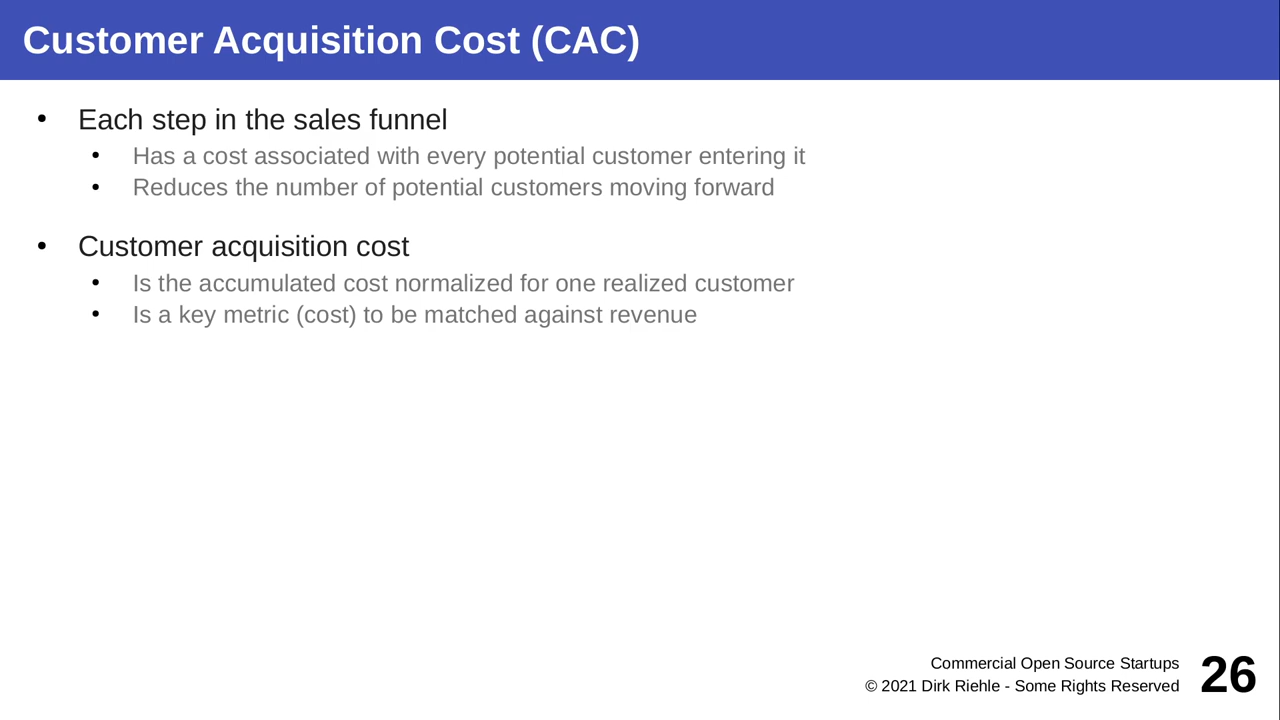 Customer Acquisition Cost (CAC)
• Each step in the sales funnel
• Has a cost associated with every potential customer entering it
• Reduces the number of potential customers moving forward
• Customer acquisition cost
• Is the accumulated cost normalized for one realized customer
• Is a key metric (cost) to be matched against revenue
Commercial Open Source Startups
© 2021 Dirk Riehle - Some Rights Reserved
26